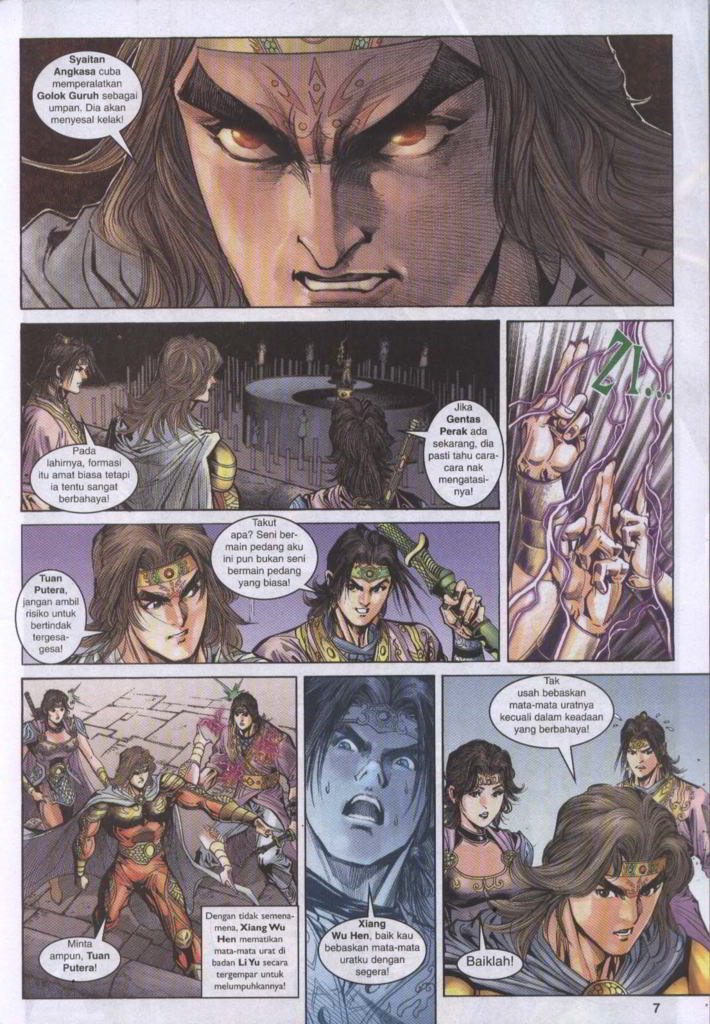 Syaitan
Angkasa cuba
memperalatkan
Golok Guruh sebagai
umpan. Dia akan
menyesal kelak!
Pada
lahirnya, formasi
itu amat biasa tetapi
ia tentu sangat
berbahaya!
Jika
Gentas
Perak ada
sekarang, dia
pasti tahu cara-
cara nak
mengatasi-
nya!
ZI...
Tuan
Putera,
jangan ambil
risiko untuk
bertindak
tergesa-
gesa!
Takut
apa? Seni ber-
main pedang aku
ini pun bukan seni
bermain pedang
yang biasa!
Minta
ampun, Tuan
Putera!
Dengan tidak semena-
mena, Xiang Wu
Hen mematikan
mata-mata urat di
badan Li Yu secara
tergempar untuk
melumpuhkannya!
Xiang
Wu Hen, baik kau
bebaskan mata-mata
uratku dengan
segera!
Tak
usah bebaskan
mata-mata uratnya
kecuali dalam keadaan
yang berbahaya!
Baiklah!
7